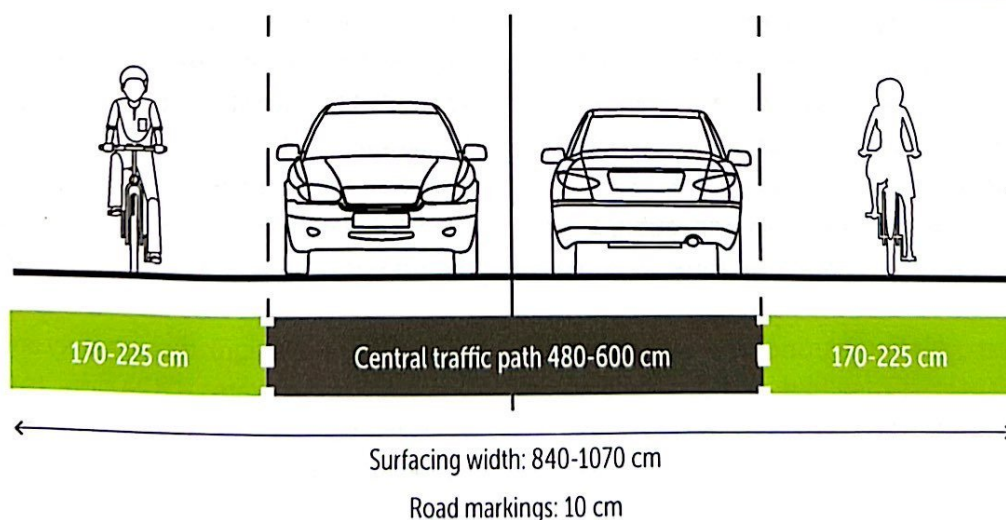 170-225 cm
Central traffic path 480-600 cm
170-225 cm
Surfacing width: 840-1070 cm
Road markings: 10 cm